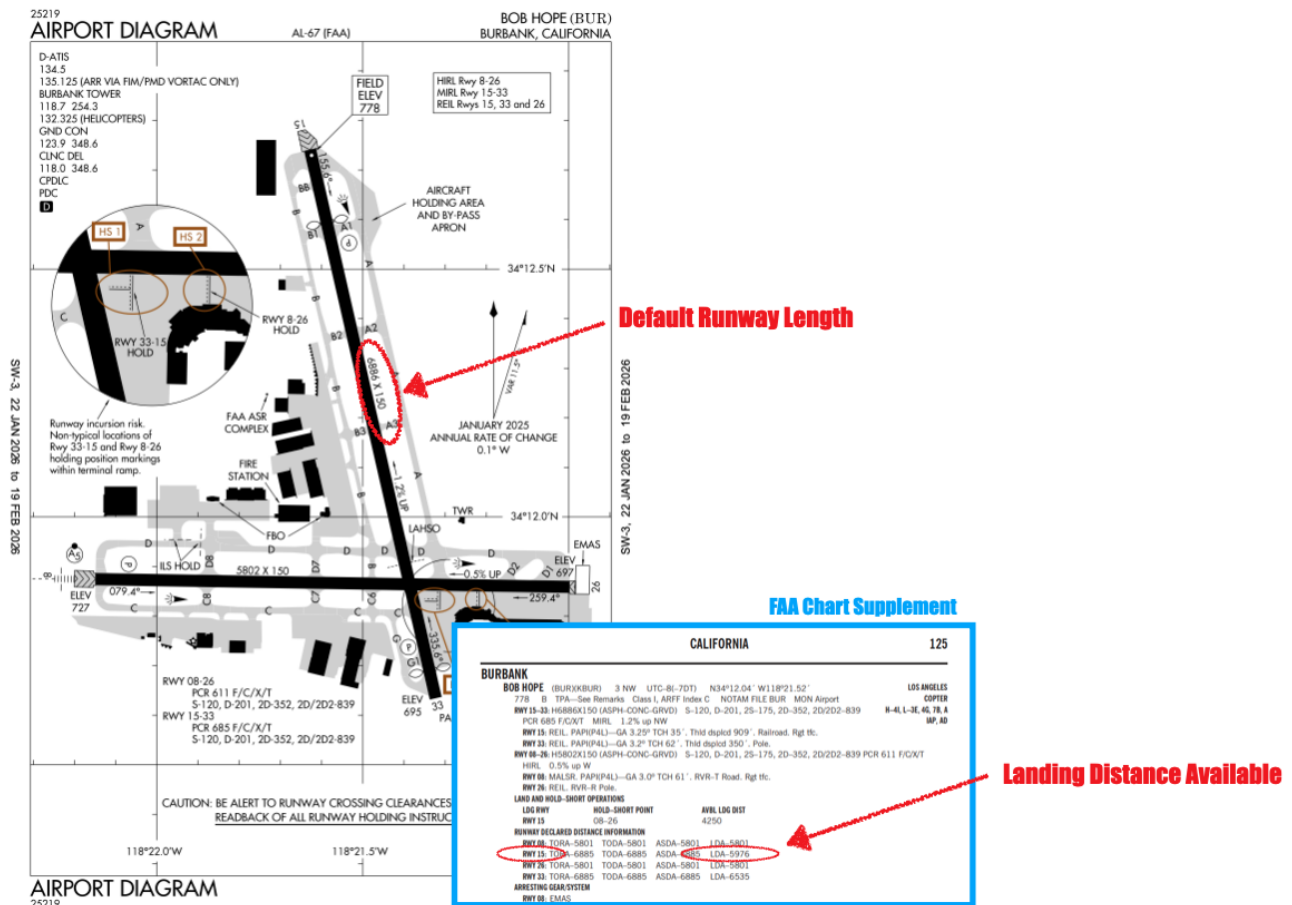 25219
AIRPORT DIAGRAM
AL-67 (FAA)
BOB HOPE (BUR)
BURBANK, CALIFORNIA
D-ATIS
134.5
135.125 (ARR VIA FIM/PMD VORTAC ONLY)
BURBANK TOWER
118.7 254.3
132.325 (HELICOPTERS)
GND CON
123.9 348.6
CLNC DEL
118.0 348.6
CPDLC
PDC
D
FIELD
ELEV
778
HIRL Rwy 8-26
MIRL Rwy 15-33
REIL Rwys 15, 33 and 26
15
155.6°
BB
B
A1
B1
P
A
AIRCRAFT
HOLDING AREA
AND BY-PASS
APRON
HS 1
HS 2
A
C
RWY 8-26
HOLD
RWY 33-15
HOLD
34°12.5'N
B
B2
A2
Default Runway Length
6886 X 150
A
B
B3
A3
VAR 11.5°
JANUARY 2025
ANNUAL RATE OF CHANGE
0.1° W
FAA ASR
COMPLEX
Runway incursion risk.
Non-typical locations of
Rwy 33-15 and Rwy 8-26
holding position markings
within terminal ramp.
FIRE
STATION
1.2% UP
A
B
TWR
34°12.0'N
SW-3, 22 JAN 2026 to 19 FEB 2026
SW-3, 22 JAN 2026 to 19 FEB 2026
FBO
LAHSO
EMAS
D
D
B
D
D
A5
P
ILS HOLD
D8
D7
5802 X 150
0.5% UP
D2
D1
ELEV
697
8
26
ELEV
727
079.4°
259.4°
C
C8
C
C7
C6
C
G
P
G1
335.6°
ELEV
695
33
PA
RWY 08-26
PCR 611 F/C/X/T
S-120, D-201, 2D-352, 2D/2D2-839
RWY 15-33
PCR 685 F/C/X/T
S-120, D-201, 2D-352, 2D/2D2-839
CAUTION: BE ALERT TO RUNWAY CROSSING CLEARANCES
READBACK OF ALL RUNWAY HOLDING INSTRUC
118°22.0'W
118°21.5'W
AIRPORT DIAGRAM
25219
FAA Chart Supplement
CALIFORNIA
125
BURBANK
BOB HOPE (BUR)(KBUR) 3 NW UTC-8(-7DT) N34°12.04´ W118°21.52´
LOS ANGELES
778 B TPA—See Remarks Class I, ARFF Index C NOTAM FILE BUR MON Airport
COPTER
RWY 15-33: H6886X150 (ASPH-CONC-GRVD) S-120, D-201, 2S-175, 2D-352, 2D/2D2-839
H-4I, L-3E, 4G, 7B, A
PCR 685 F/C/X/T MIRL 1.2% up NW
IAP, AD
RWY 15: REIL. PAPI(P4L)—GA 3.25° TCH 35´. Thld dsplcd 909´. Railroad. Rgt tfc.
RWY 33: REIL. PAPI(P4L)—GA 3.2° TCH 62´. Thld dsplcd 350´. Pole.
RWY 08-26: H5802X150 (ASPH-CONC-GRVD) S-120, D-201, 2S-175, 2D-352, 2D/2D2-839 PCR 611 F/C/X/T
HIRL 0.5% up W
RWY 08: MALSR. PAPI(P4L)—GA 3.0° TCH 61´. RVR-T Road. Rgt tfc.
RWY 26: REIL. RVR-R Pole.
LAND AND HOLD-SHORT OPERATIONS
LDG RWY HOLD-SHORT POINT AVBL LDG DIST
RWY 15 08-26 4250
RUNWAY DECLARED DISTANCE INFORMATION
RWY 08: TORA-5801 TODA-5801 ASDA-5801 LDA-5801
RWY 15: TORA-6885 TODA-6885 ASDA-6885 LDA-5976
RWY 26: TORA-5801 TODA-5801 ASDA-5801 LDA-5801
RWY 33: TORA-6885 TODA-6885 ASDA-6885 LDA-6535
ARRESTING GEAR/SYSTEM
RWY 08: EMAS
Landing Distance Available